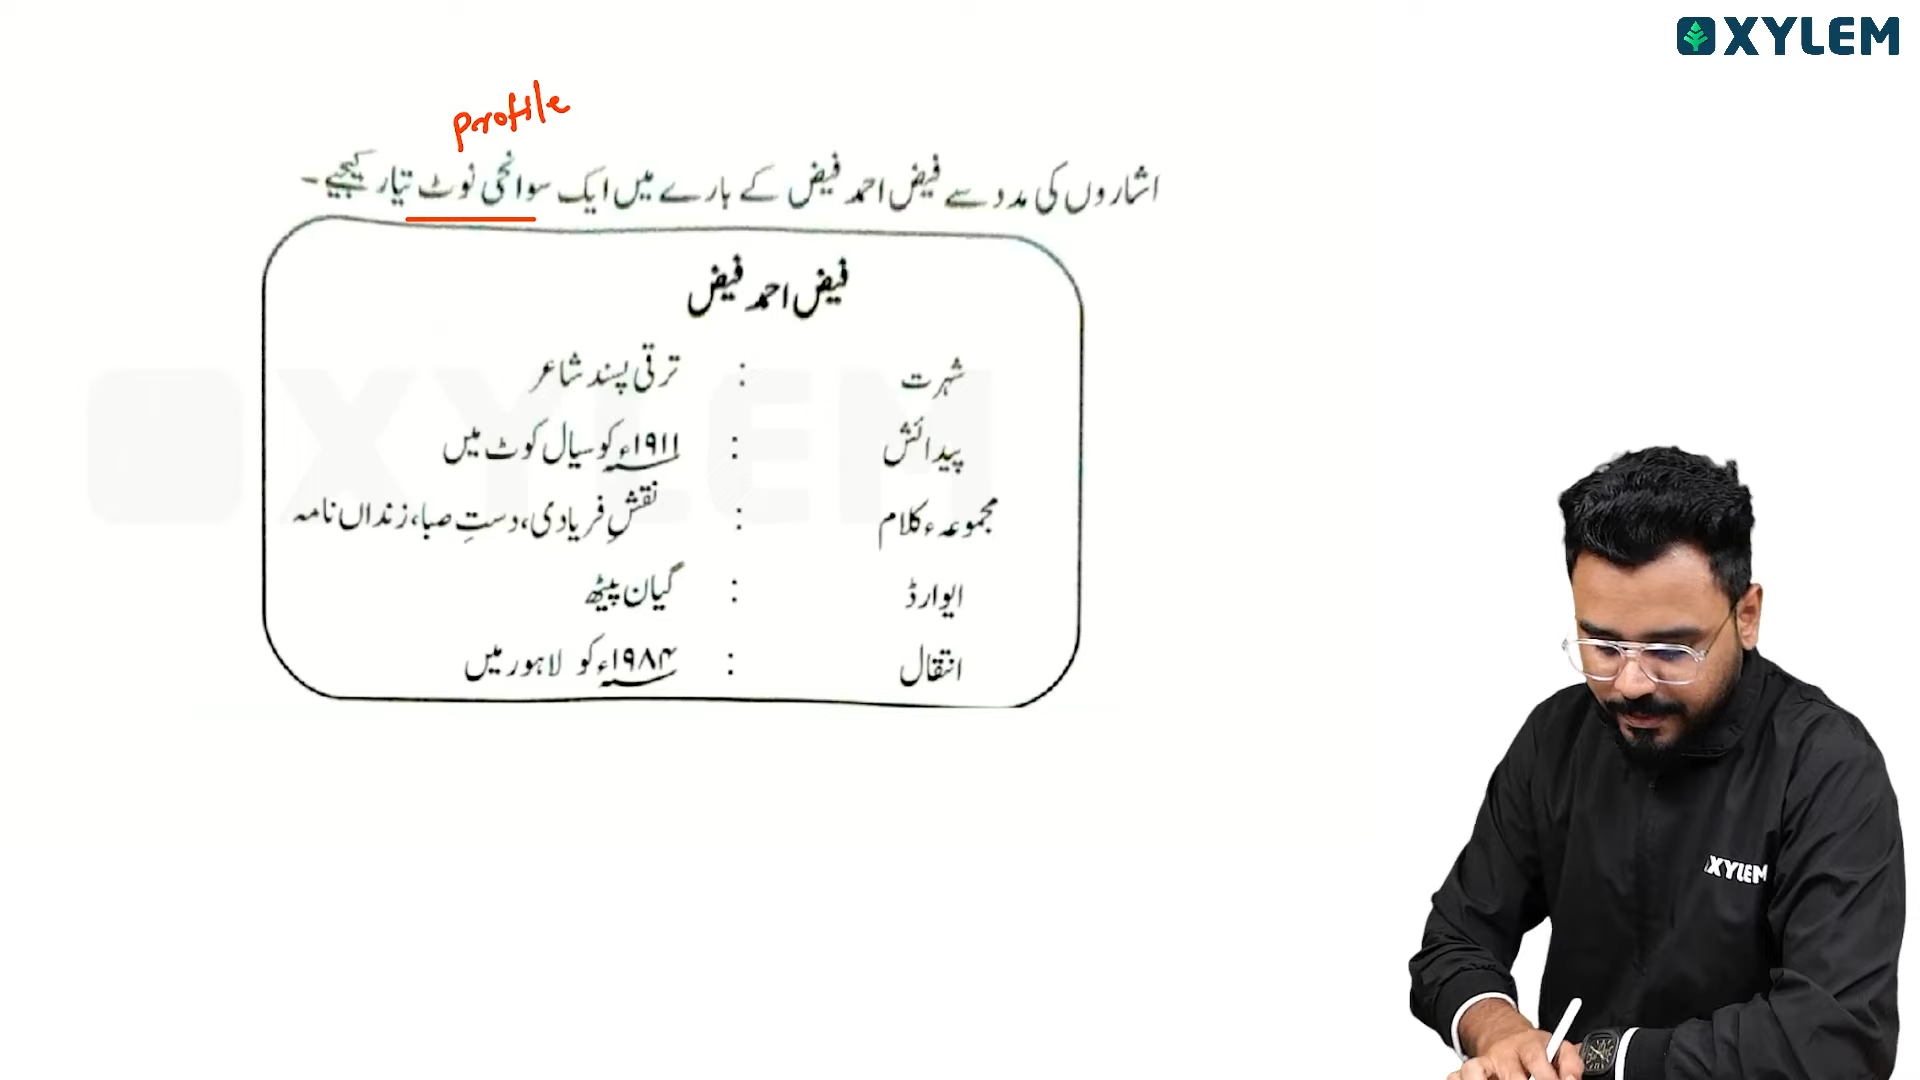 XYLEM
Profile
اشاروں کی مدد سے فیض احمد فیض کے بارے میں ایک سوانحی نوٹ تیار کیجیے۔
فیض احمد فیض
شہرت : ترقی پسند شاعر
پیدائش : ۱۹۱۱ء کو سیال کوٹ میں
مجموعہء کلام : نقشِ فریادی، دستِ صبا، زنداں نامہ
ایوارڈ : گیان پیٹھ
انتقال : ۱۹۸۴ء کو لاہور میں
XYLEM
XYLEM